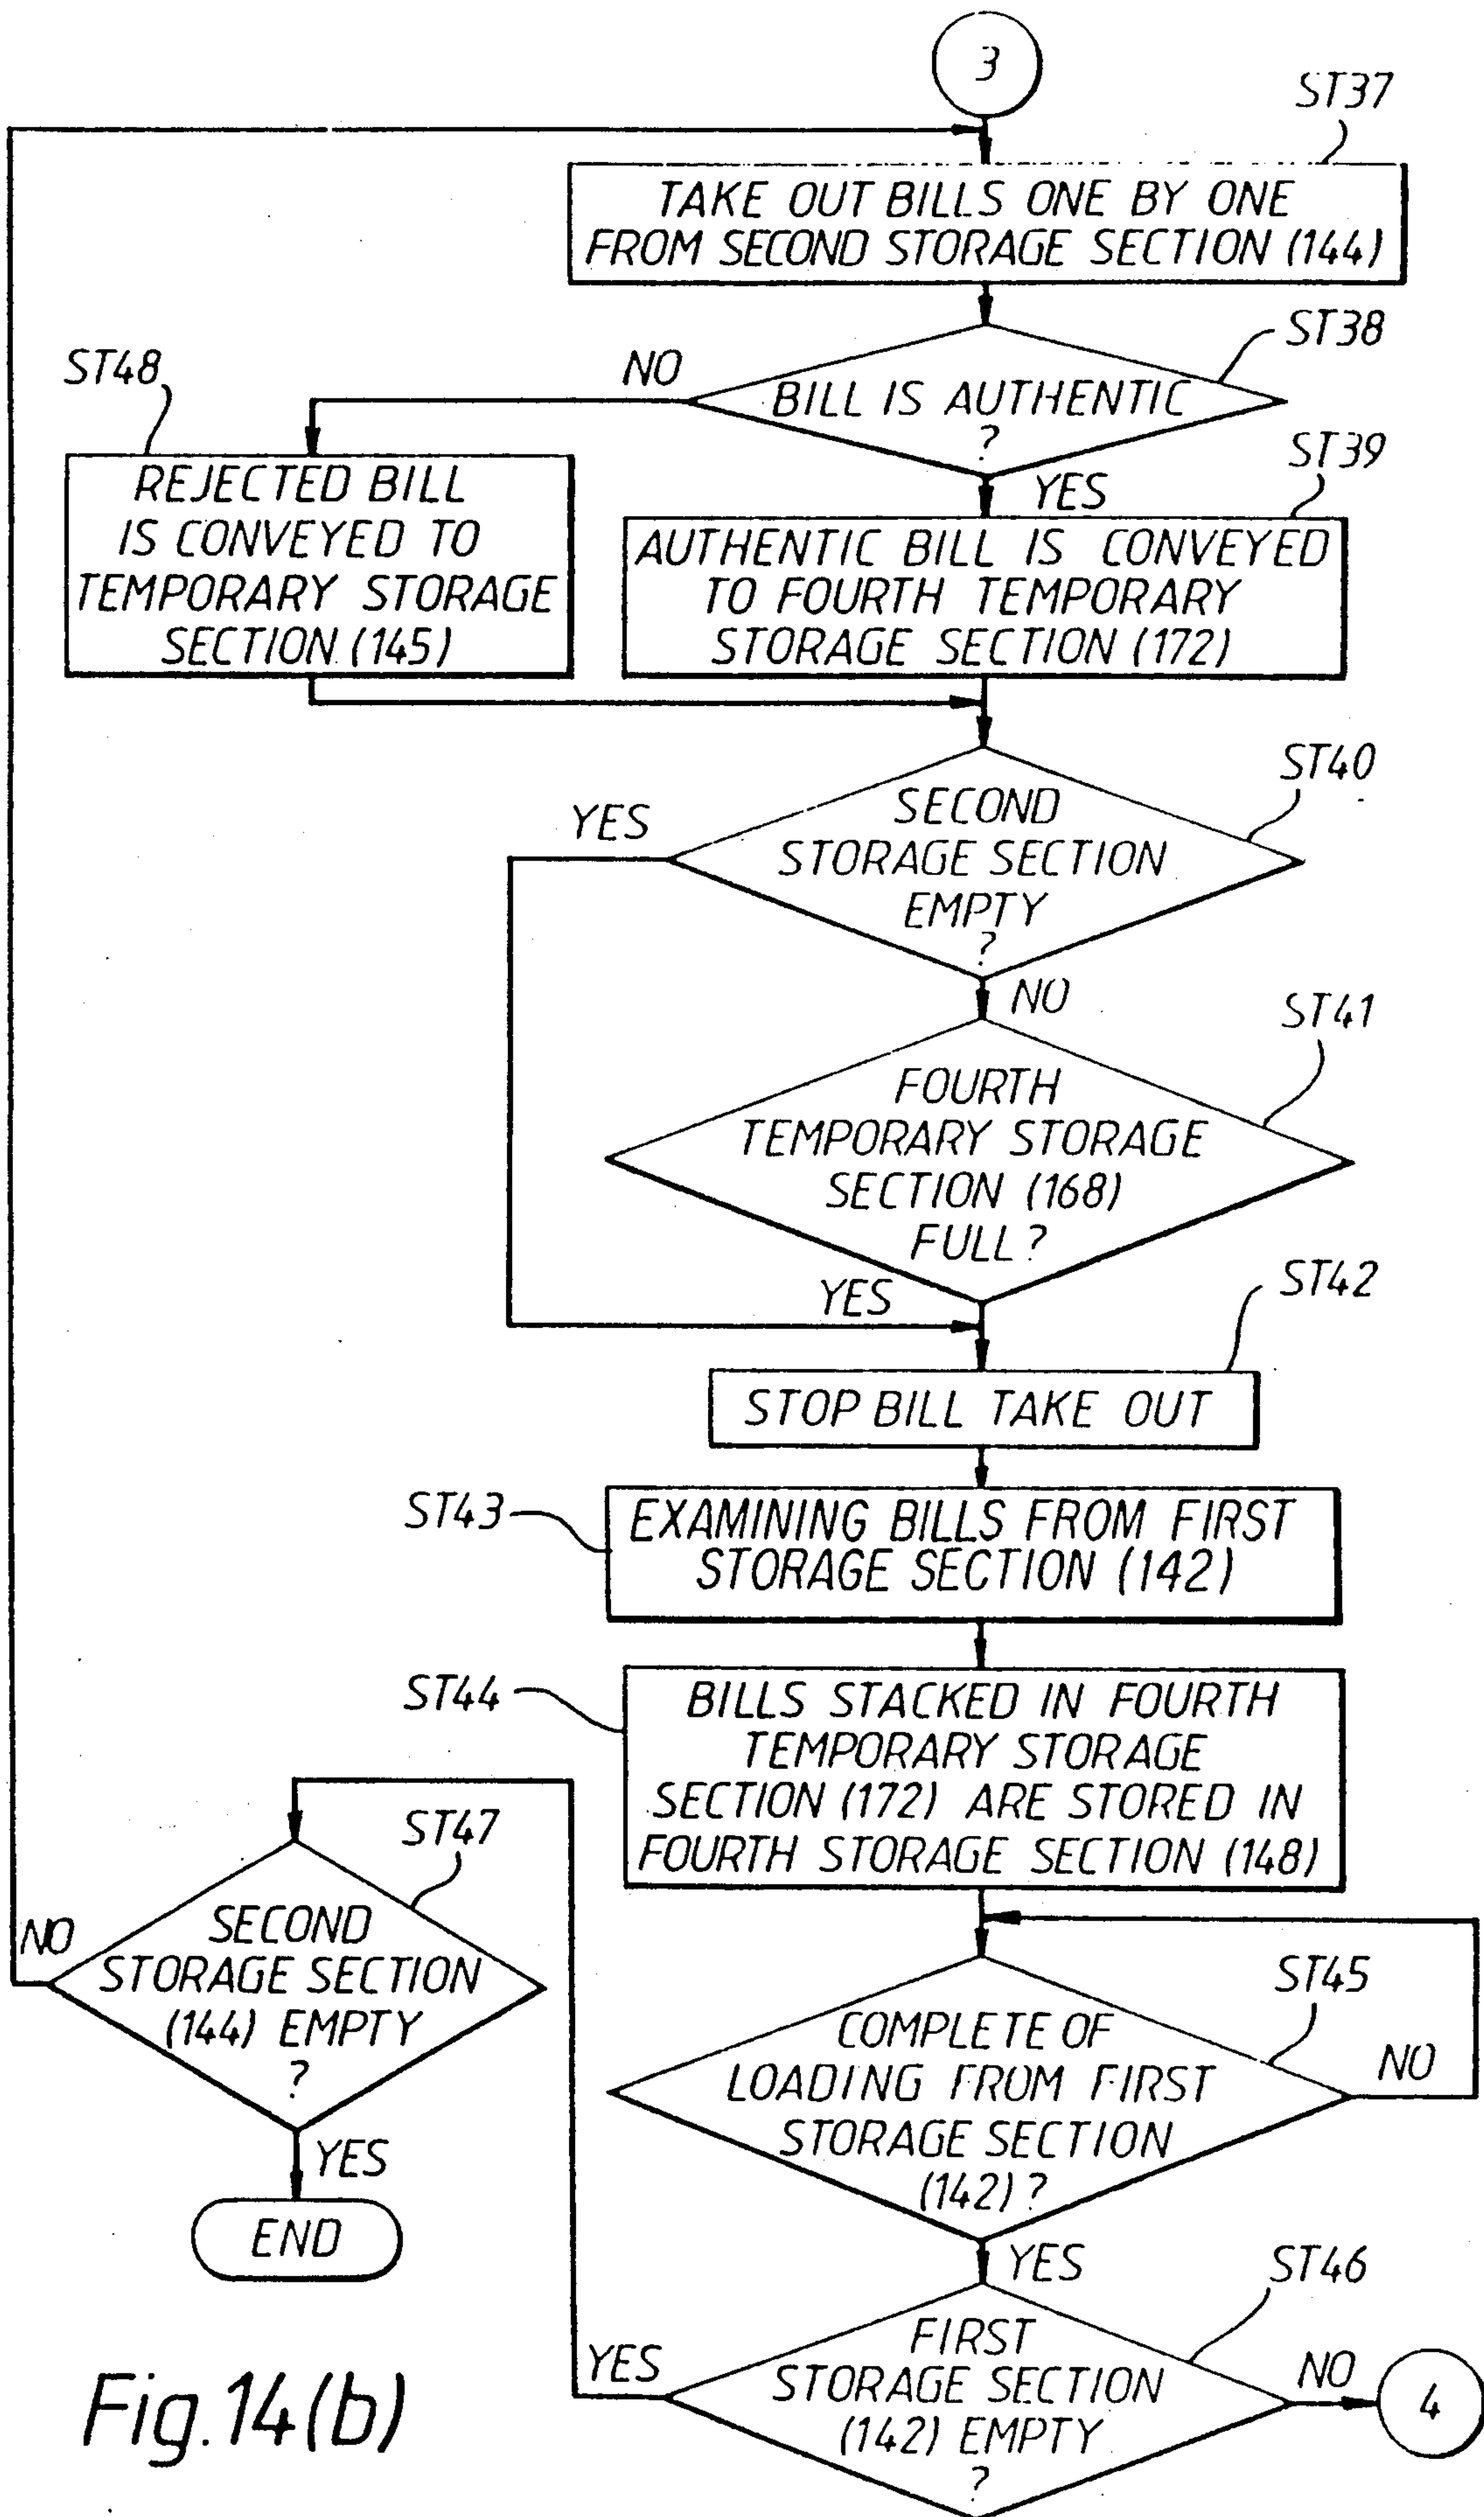 3
ST37
TAKE OUT BILLS ONE BY ONE
FROM SECOND STORAGE SECTION (144)
ST38
NO
BILL IS AUTHENTIC
?
ST48
REJECTED BILL
IS CONVEYED TO
TEMPORARY STORAGE
SECTION (145)
YES
ST39
AUTHENTIC BILL IS CONVEYED
TO FOURTH TEMPORARY
STORAGE SECTION (172)
ST40
YES
SECOND
STORAGE SECTION
EMPTY
?
NO
ST41
FOURTH
TEMPORARY STORAGE
SECTION (168)
FULL?
YES
ST42
STOP BILL TAKE OUT
ST43
EXAMINING BILLS FROM FIRST
STORAGE SECTION (142)
ST44
BILLS STACKED IN FOURTH
TEMPORARY STORAGE
SECTION (172) ARE STORED IN
FOURTH STORAGE SECTION (148)
ST47
NO
SECOND
STORAGE SECTION
(144) EMPTY
?
YES
END
ST45
COMPLETE OF
LOADING FROM FIRST
STORAGE SECTION
(142)?
NO
YES
ST46
YES
FIRST
STORAGE SECTION
(142) EMPTY
?
NO
4
Fig.14(b)